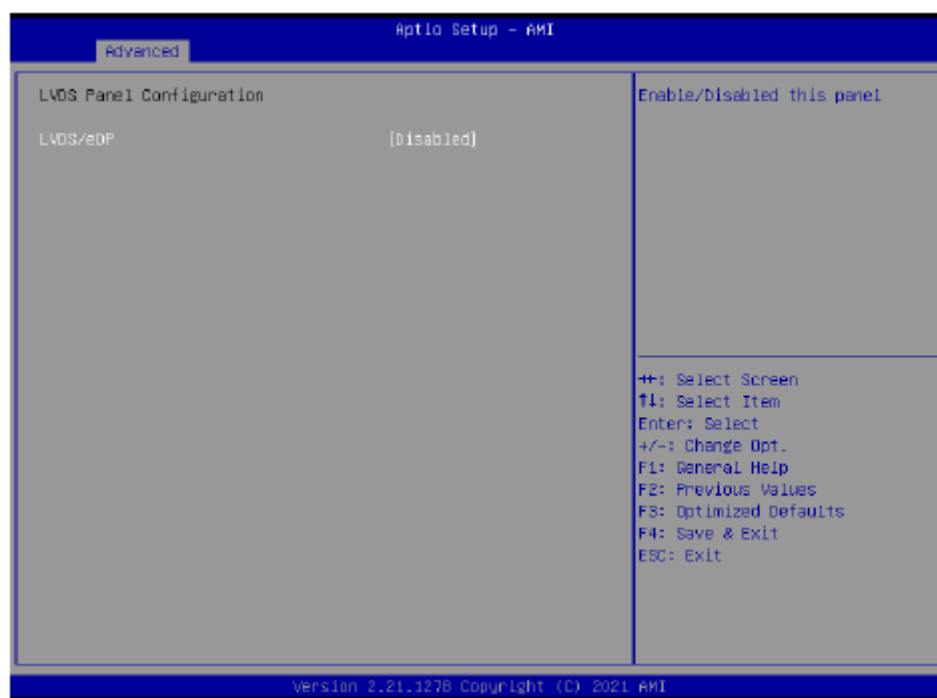 Aptio Setup - AMI
Advanced
LVDS Panel Configuration
LVDS/eDP [Disabled]
Enable/Disabled this panel
→←: Select Screen
↑↓: Select Item
Enter: Select
+/-: Change Opt.
F1: General Help
F2: Previous Values
F3: Optimized Defaults
F4: Save & Exit
ESC: Exit
Version 2.21.1278 Copyright (C) 2021 AMI